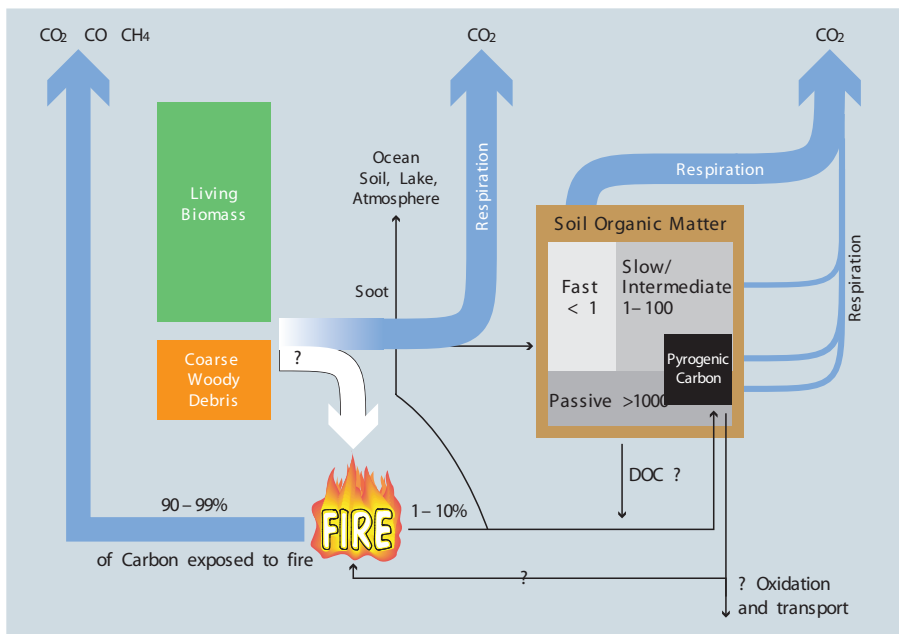 CO₂ CO CH₄
CO₂
CO₂
Living
Biomass
Ocean
Soil, Lake,
Atmosphere
Respiration
Respiration
Soil Organic Matter
Fast
< 1
Slow/
Intermediate
1–100
Respiration
Soot
?
Coarse
Woody
Debris
Pyrogenic
Carbon
Passive >1000
DOC ?
90–99%
FIRE
1–10%
of Carbon exposed to fire
?
? Oxidation
and transport